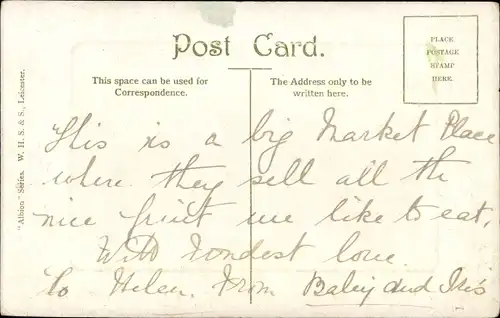 Post Card.
This space can be used for
Correspondence.
The Address only to be
written here.
PLACE
POSTAGE
STAMP
HERE.
"Albion" Series. W. H. S. & S., Leicester.
This is a big Market Place
where they sell all the
nice fruit we like to eat,
With Fondest love.
To Helen. From and Iris